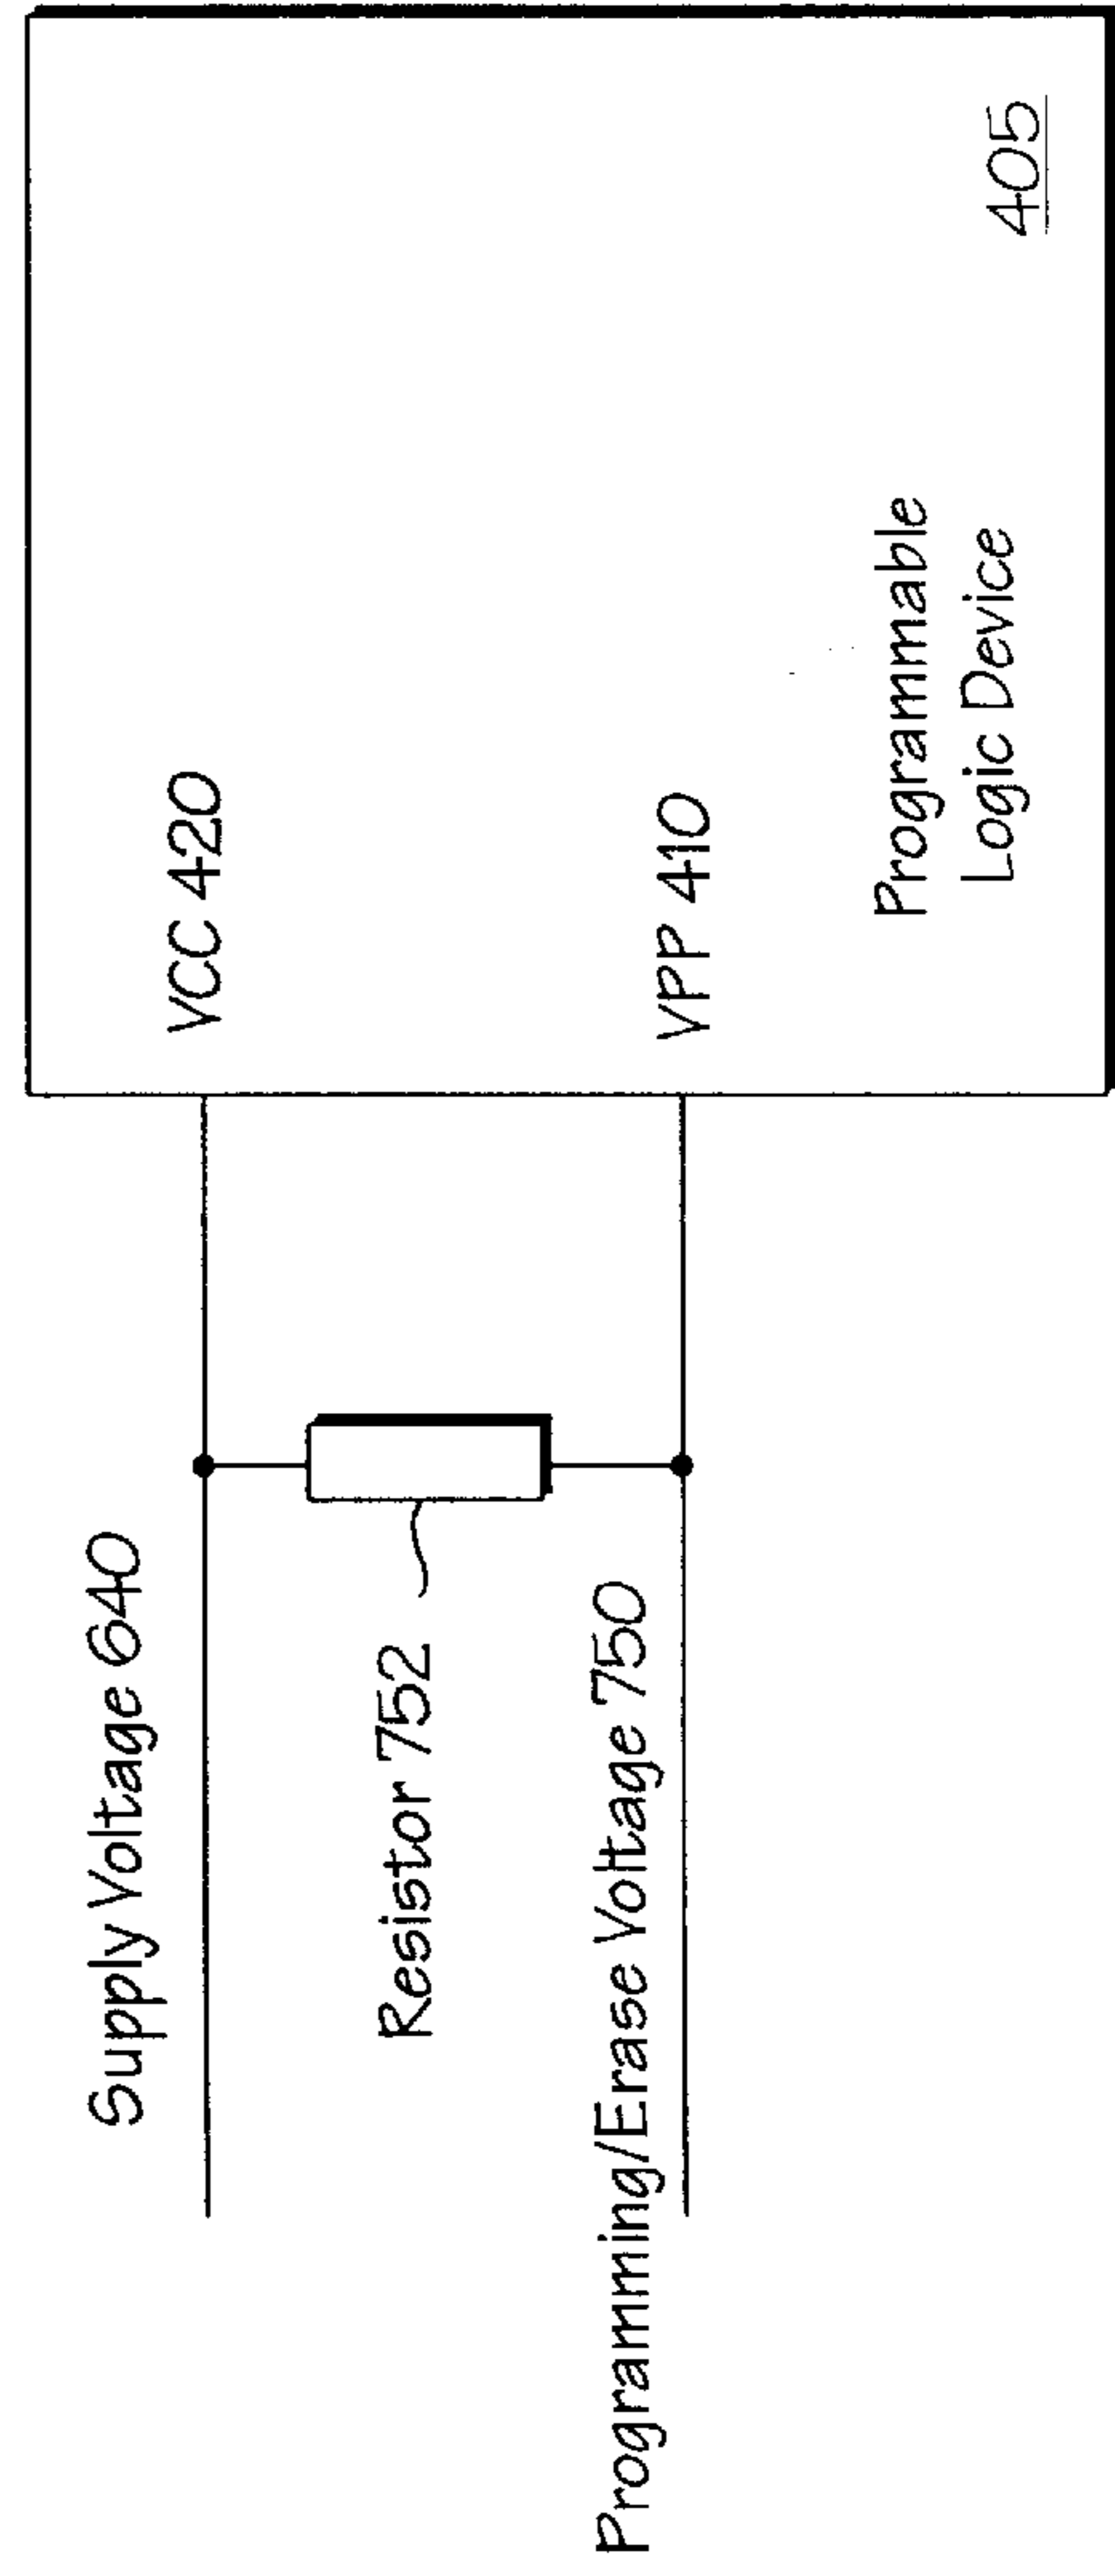 Supply Voltage 640
VCC 420
Resistor 752
Programming/Erase Voltage 750
VPP 410
Programmable
Logic Device
405